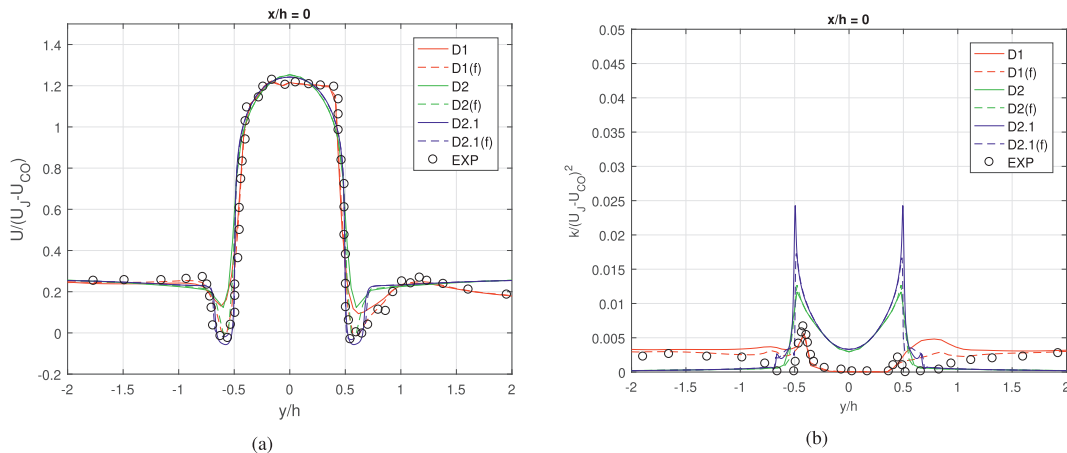 x/h = 0
U/(U_J-U_CO)
1.4
1.2
1
0.8
0.6
0.4
0.2
0
-0.2
-2
-1.5
-1
-0.5
0
0.5
1
1.5
2
y/h
D1
D1(f)
D2
D2(f)
D2.1
D2.1(f)
EXP
(a)
x/h = 0
k/(U_J-U_CO)^2
0.05
0.045
0.04
0.035
0.03
0.025
0.02
0.015
0.01
0.005
0
-2
-1.5
-1
-0.5
0
0.5
1
1.5
2
y/h
D1
D1(f)
D2
D2(f)
D2.1
D2.1(f)
EXP
(b)